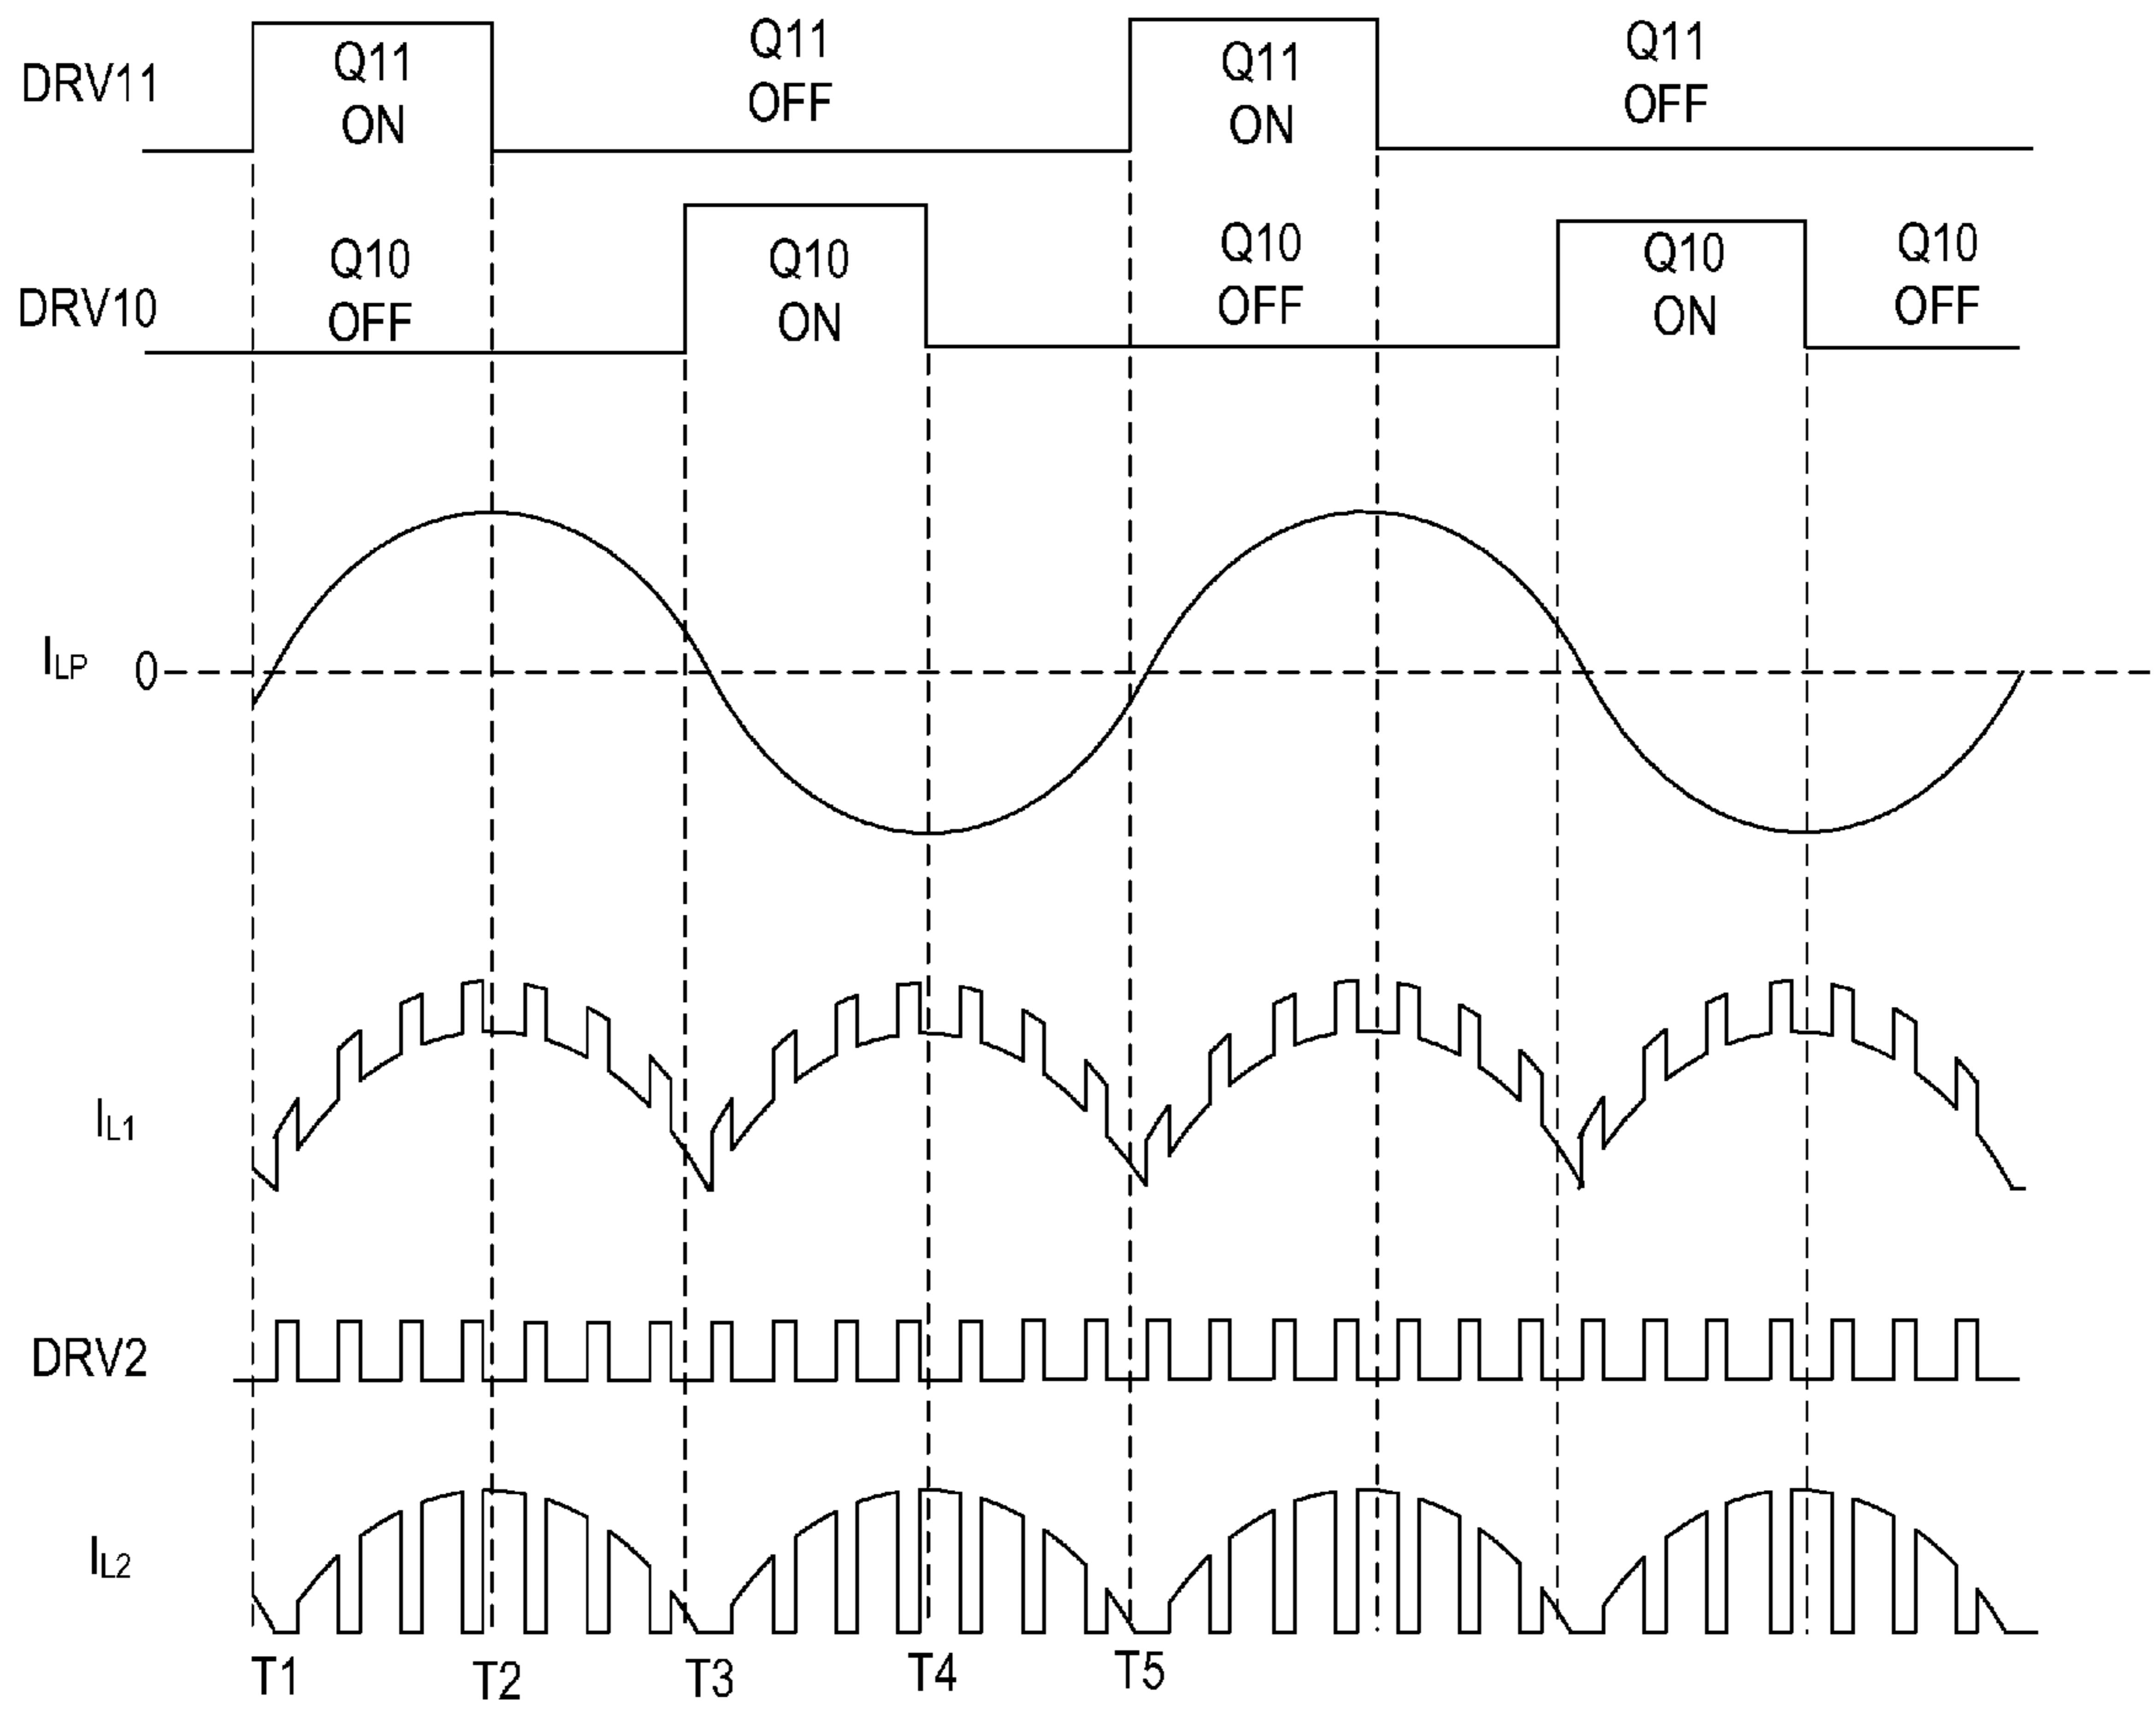 DRV11
Q11
ON
Q11
OFF
Q11
ON
Q11
OFF
DRV10
Q10
OFF
Q10
ON
Q10
OFF
Q10
ON
Q10
OFF
ILP
0
IL1
DRV2
IL2
T1
T2
T3
T4
T5